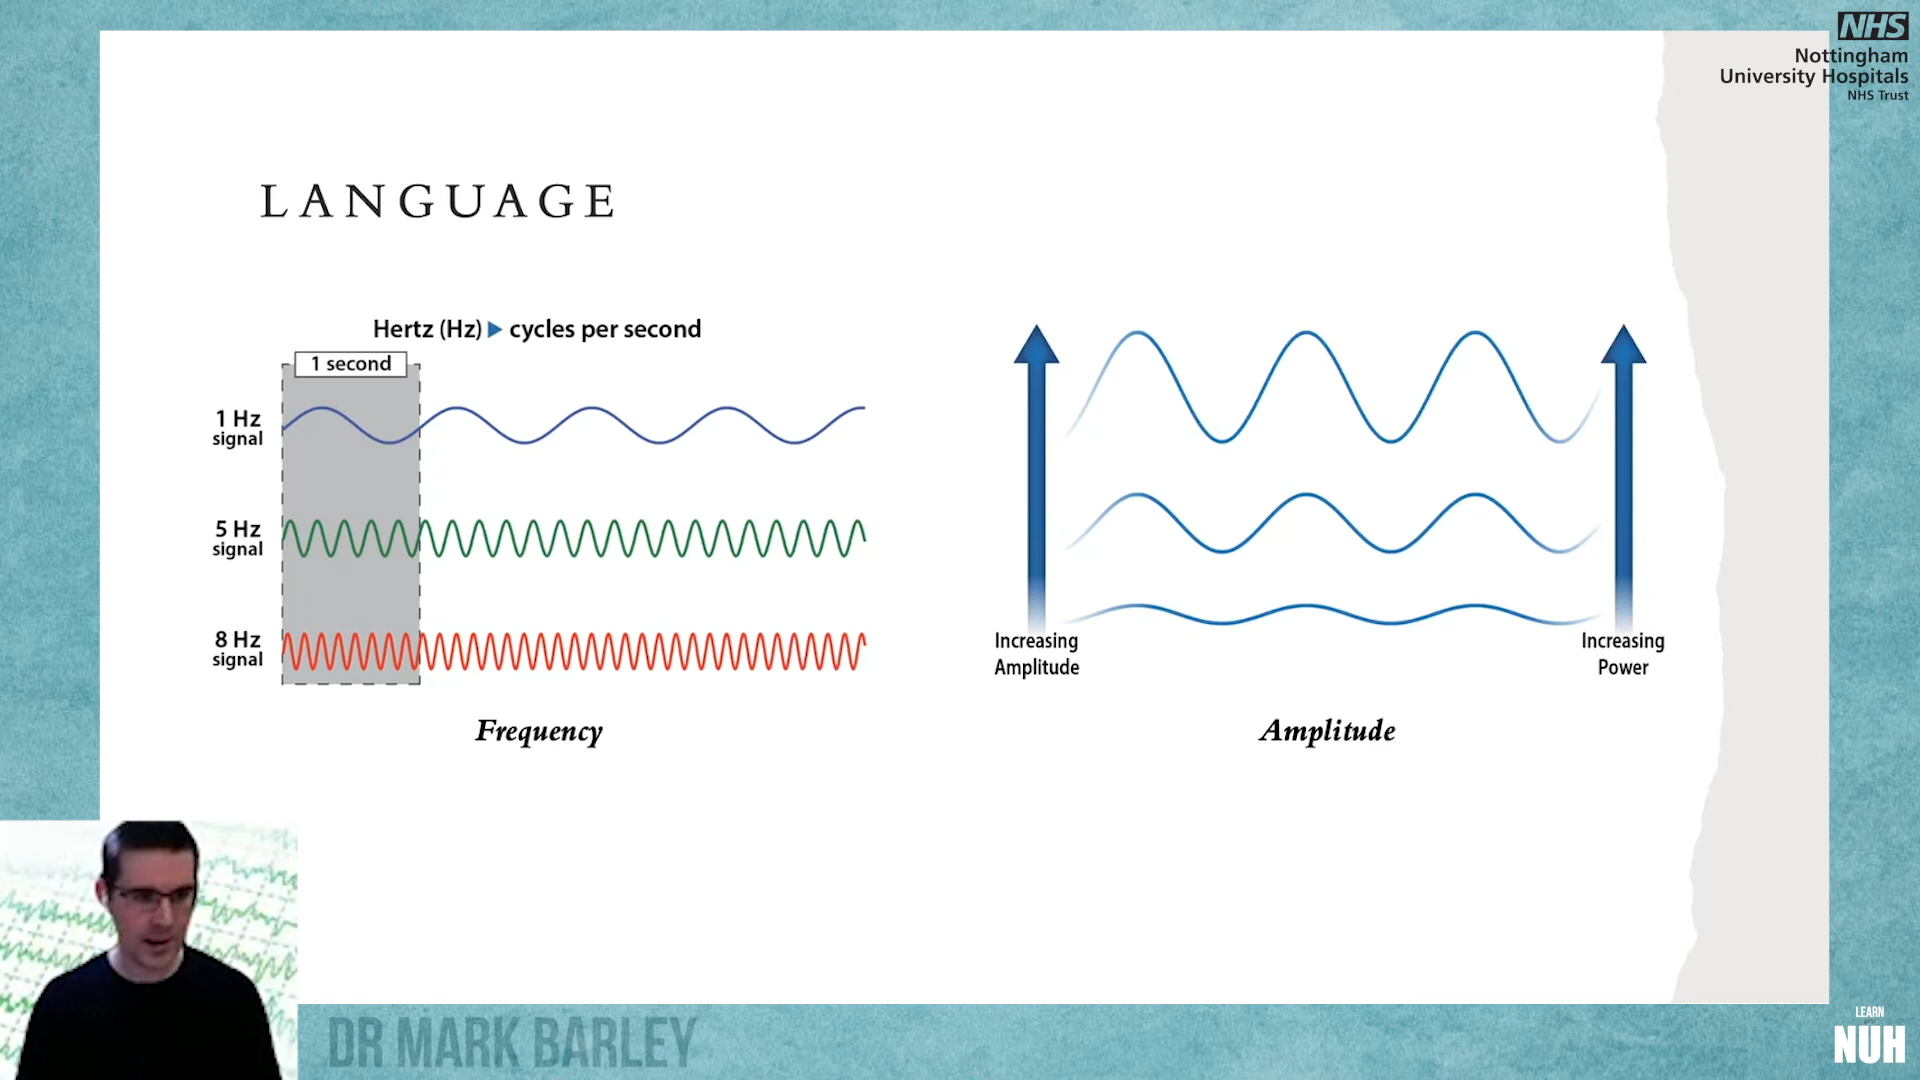 NHS
Nottingham
University Hospitals
NHS Trust
LANGUAGE
Hertz (Hz) ▶ cycles per second
1 second
1 Hz
signal
5 Hz
signal
8 Hz
signal
Frequency
Increasing
Amplitude
Increasing
Power
Amplitude
DR MARK BARLEY
LEARN
NUH